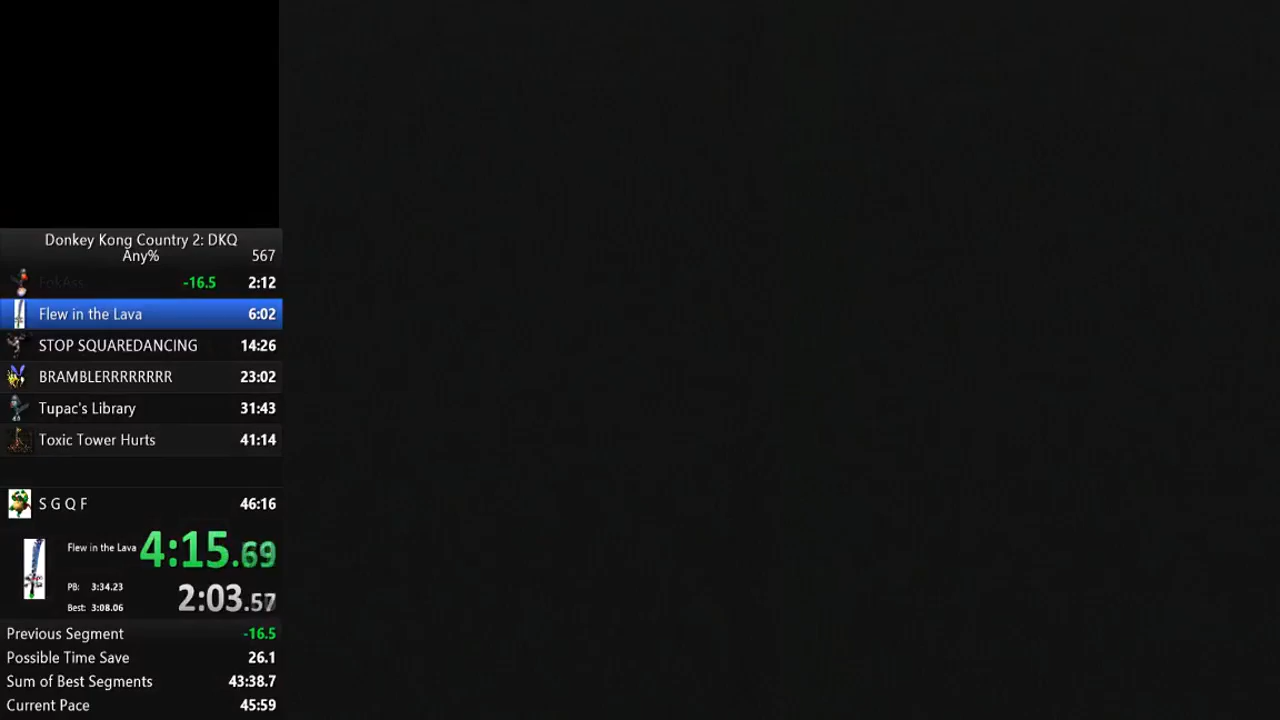 Donkey Kong Country 2: DKQ
Any% 567
FokAss -16.5 2:12
Flew in the Lava 6:02
STOP SQUAREDANCING 14:26
BRAMBLERRRRRRRR 23:02
Tupac's Library 31:43
Toxic Tower Hurts 41:14
S G Q F 46:16
Flew in the Lava 4:15.69
PB: 3:34.23
Best: 3:08.06 2:03.57
Previous Segment -16.5
Possible Time Save 26.1
Sum of Best Segments 43:38.7
Current Pace 45:59